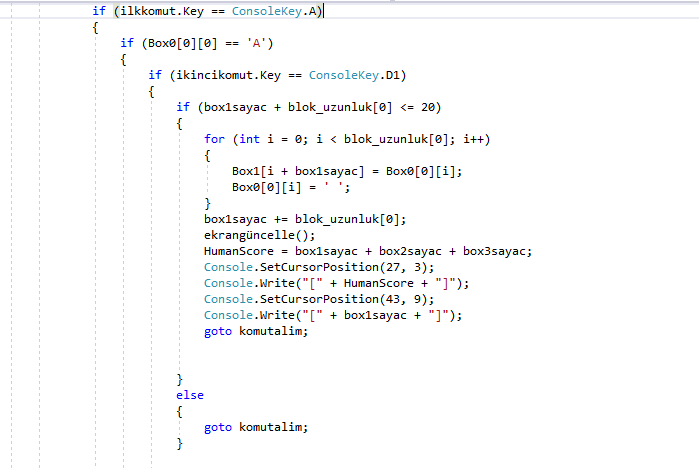 if (ilkkomut.Key == ConsoleKey.A)
{
if (Box0[0][0] == 'A')
{
if (ikincikomut.Key == ConsoleKey.D1)
{
if (box1sayac + blok_uzunluk[0] <= 20)
{
for (int i = 0; i < blok_uzunluk[0]; i++)
{
Box1[i + box1sayac] = Box0[0][i];
Box0[0][i] = ' ';
}
box1sayac += blok_uzunluk[0];
ekrangüncelle();
HumanScore = box1sayac + box2sayac + box3sayac;
Console.SetCursorPosition(27, 3);
Console.Write("[" + HumanScore + "]");
Console.SetCursorPosition(43, 9);
Console.Write("[" + box1sayac + "]");
goto komutalim;
}
else
{
goto komutalim;
}